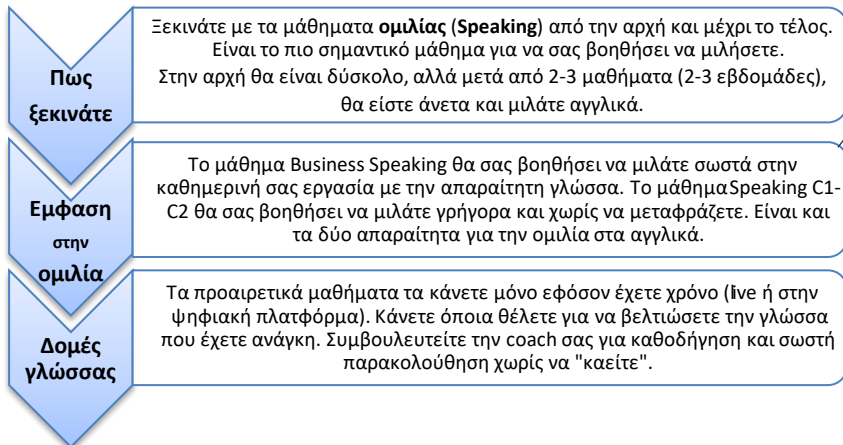 Πως
ξεκινάτε
Ξεκινάτε με τα μάθηματα ομιλίας (Speaking) από την αρχή και μέχρι το τέλος.
Είναι το πιο σημαντικό μάθημα για να σας βοηθήσει να μιλήσετε.
Στην αρχή θα είναι δύσκολο, αλλά μετά από 2-3 μαθήματα (2-3 εβδομάδες),
θα είστε άνετα και μιλάτε αγγλικά.
Εμφαση
στην
ομιλία
Το μάθημα Business Speaking θα σας βοηθήσει να μιλάτε σωστά στην
καθημερινή σας εργασία με την απαραίτητη γλώσσα. Το μάθημα Speaking C1-
C2 θα σας βοηθήσει να μιλάτε γρήγορα και χωρίς να μεταφράζετε. Είναι και
τα δύο απαραίτητα για την ομιλία στα αγγλικά.
Δομές
γλώσσας
Τα προαιρετικά μαθήματα τα κάνετε μόνο εφόσον έχετε χρόνο (live ή στην
ψηφιακή πλατφόρμα). Κάνετε όποια θέλετε για να βελτιώσετε την γλώσσα
που έχετε ανάγκη. Συμβουλευτείτε την coach σας για καθοδήγηση και σωστή
παρακολούθηση χωρίς να "καείτε".